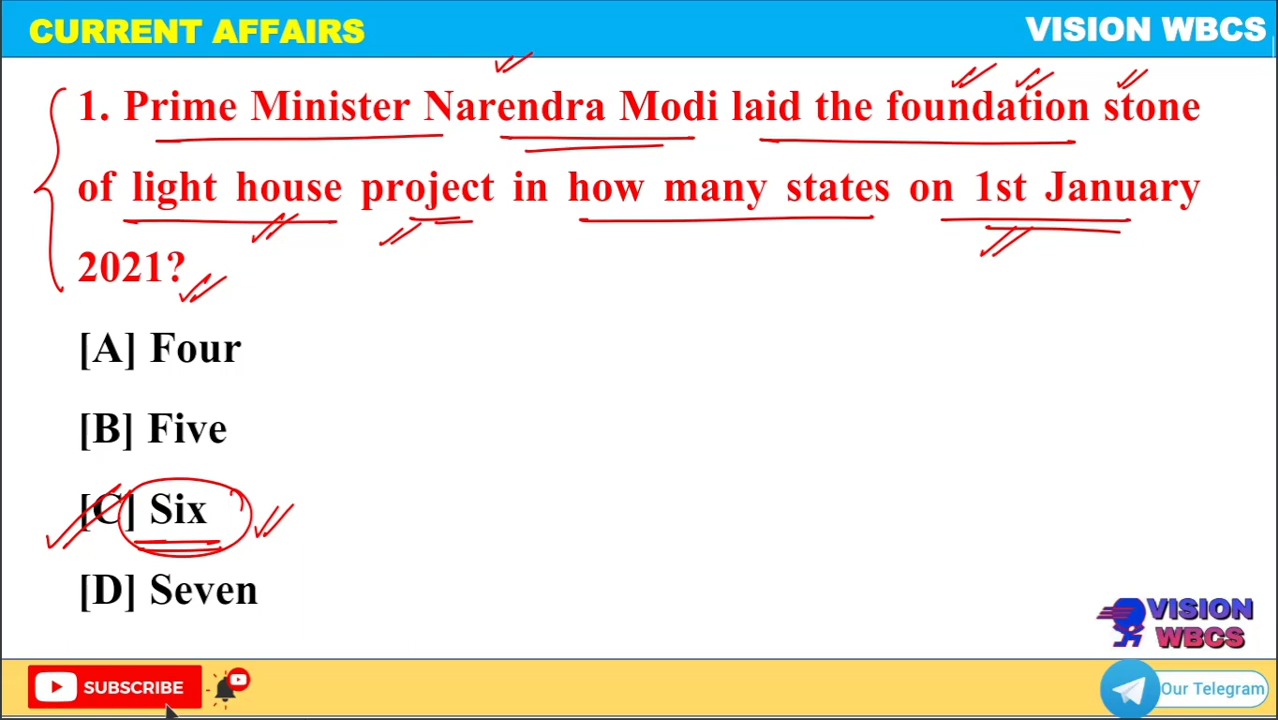 CURRENT AFFAIRS
VISION WBCS
1. Prime Minister Narendra Modi laid the foundation stone
of light house project in how many states on 1st January
2021?
[A] Four
[B] Five
[C] Six
[D] Seven
VISION
WBCS
SUBSCRIBE
Our Telegram